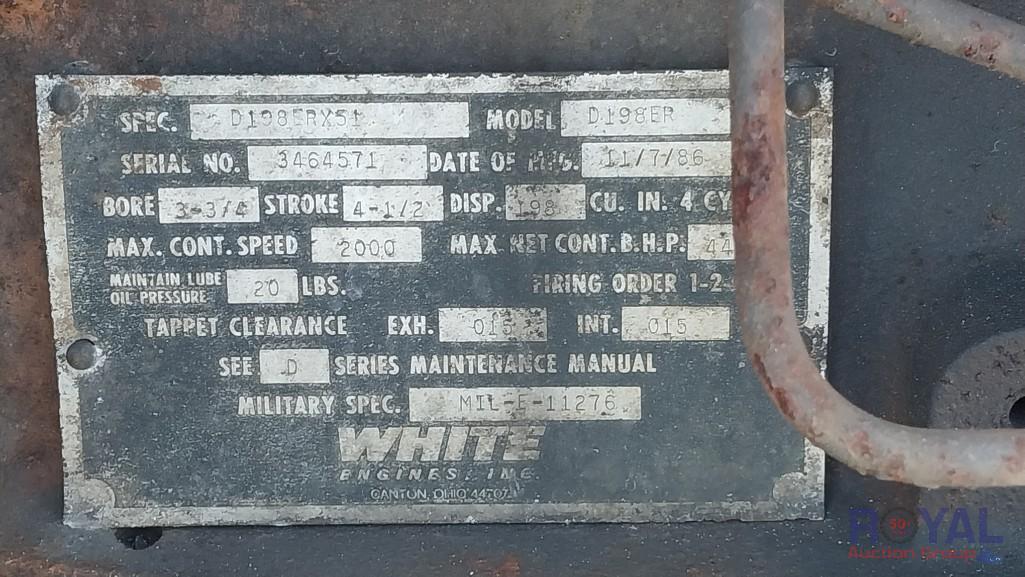 SPEC. D198ERX51 MODEL D198ER
SERIAL NO. 3464571 DATE OF MFG. 11/7/86
BORE 3-3/4 STROKE 4-1/2 DISP. 198 CU. IN. 4 CY
MAX. CONT. SPEED 2000 MAX NET CONT. B.H.P. 44
MAINTAIN LUBE OIL PRESSURE 20 LBS. FIRING ORDER 1-2-
TAPPET CLEARANCE EXH. 015 INT. 015
SEE D SERIES MAINTENANCE MANUAL
MILITARY SPEC. MIL-E-11276
WHITE
ENGINES, INC.
CANTON, OHIO 44707
ROYAL
50
Auction Group